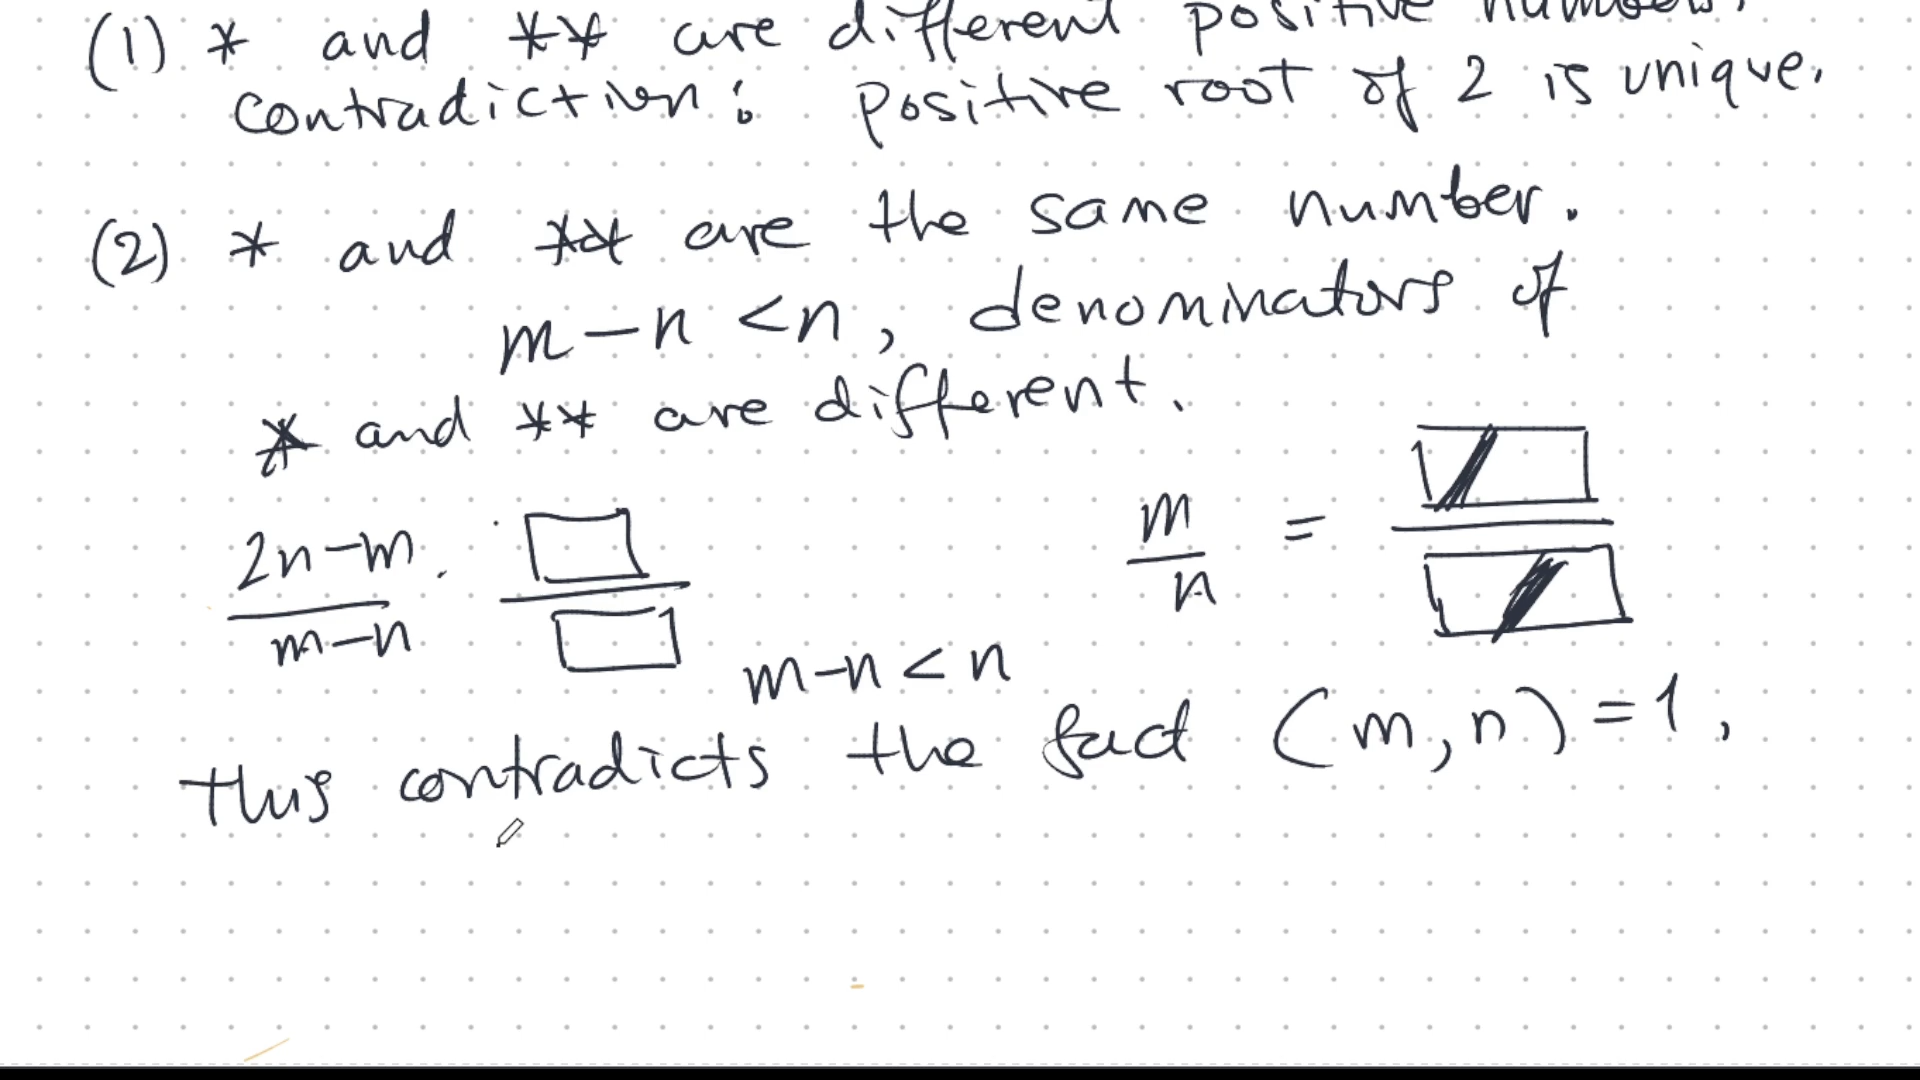 (1) * and ** are different positive numbers.
contradiction: positive root of 2 is unique.
(2) * and ** are the same number.
m-n <n, denominators of
* and ** are different.
2n-m
m-n
m
n
=
m-n < n
this contradicts the fact (m,n)=1,